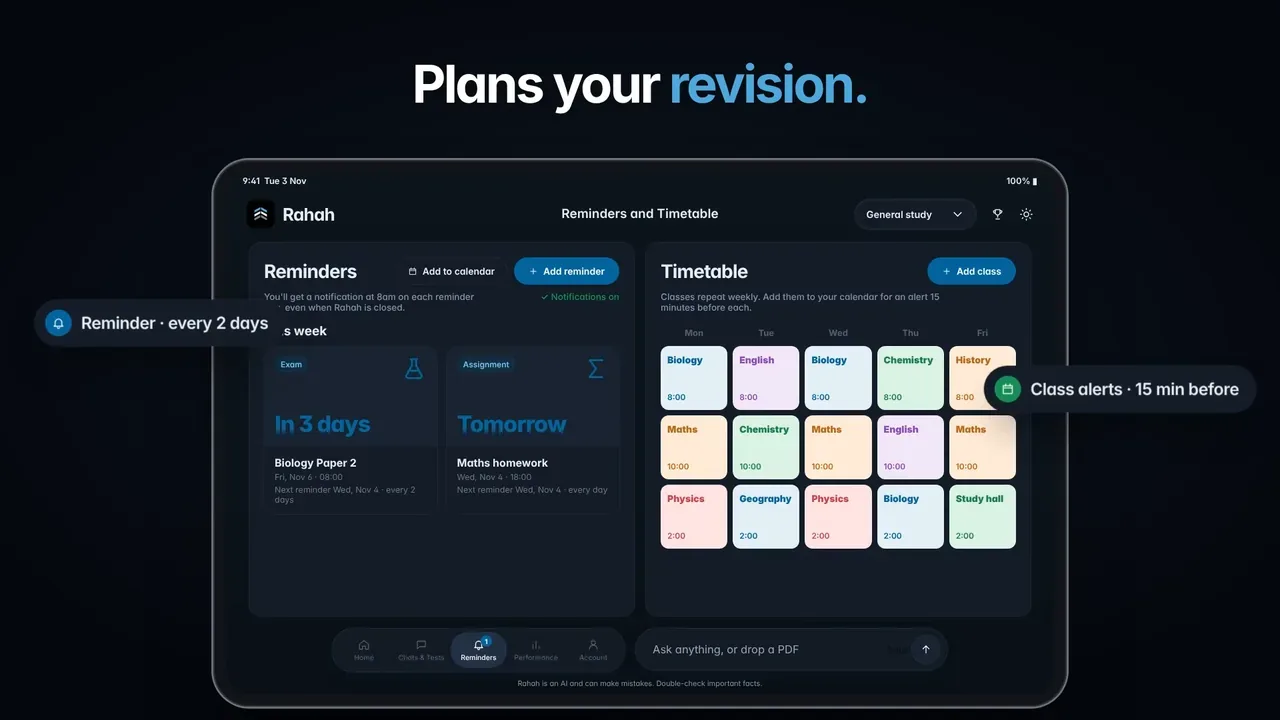 Plans your revision.
9:41 Tue 3 Nov
100%
Rahah
Reminders and Timetable
General study
Reminders
Add to calendar
+ Add reminder
You'll get a notification at 8am on each reminder
even when Rahah is closed.
✓ Notifications on
Reminder · every 2 days
s week
Exam
In 3 days
Biology Paper 2
Fri, Nov 6 · 08:00
Next reminder Wed, Nov 4 · every 2
days
Assignment
Tomorrow
Maths homework
Wed, Nov 4 · 18:00
Next reminder Wed, Nov 4 · every day
Timetable
+ Add class
Classes repeat weekly. Add them to your calendar for an alert 15
minutes before each.
Mon Tue Wed Thu Fri
Biology English Biology Chemistry History
8:00 8:00 8:00 8:00 8:00
Class alerts · 15 min before
Maths Chemistry Maths English Maths
10:00 10:00 10:00 10:00 10:00
Physics Geography Physics Biology Study hall
2:00 2:00 2:00 2:00 2:00
Home
Chats & Tests
1
Reminders
Performance
Account
Ask anything, or drop a PDF
Rahah is an AI and can make mistakes. Double-check important facts.